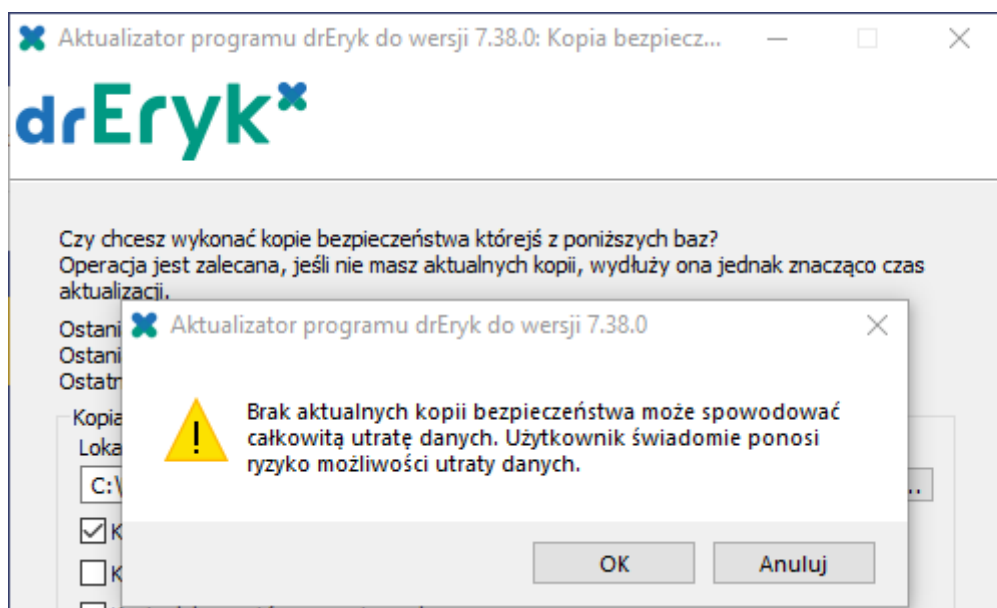 Aktualizator programu drEryk do wersji 7.38.0: Kopia bezpiecz...
drEryk
Czy chcesz wykonać kopie bezpieczeństwa którejś z poniższych baz?
Operacja jest zalecana, jeśli nie masz aktualnych kopii, wydłuży ona jednak znacząco czas
aktualizacji.
Aktualizator programu drEryk do wersji 7.38.0
Brak aktualnych kopii bezpieczeństwa może spowodować
całkowitą utratę danych. Użytkownik świadomie ponosi
ryzyko możliwości utraty danych.
C:\
OK Anuluj